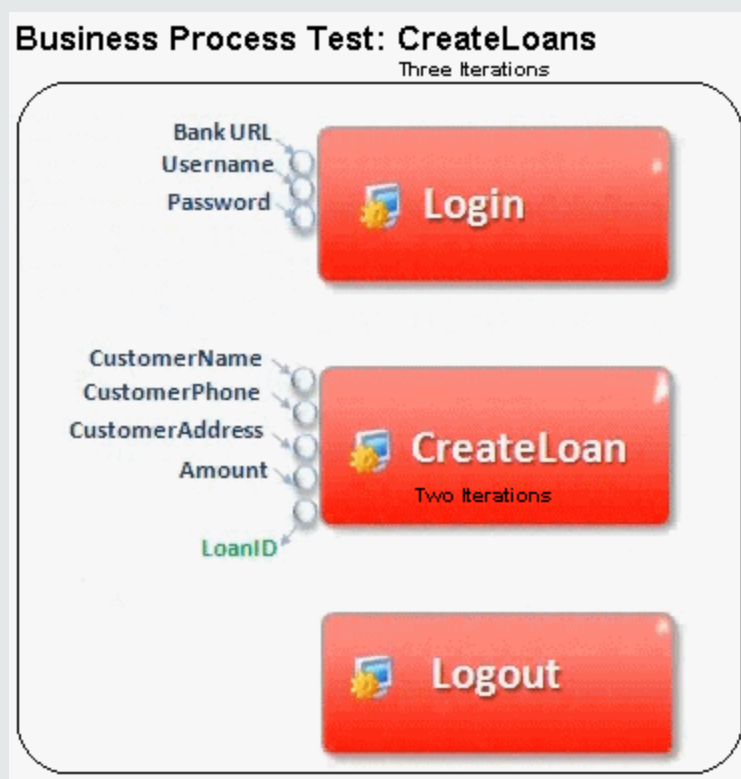 Business Process Test: CreateLoans
Three Iterations
Bank URL
Username
Password
Login
CustomerName
CustomerPhone
CustomerAddress
Amount
LoanID
CreateLoan
Two Iterations
Logout